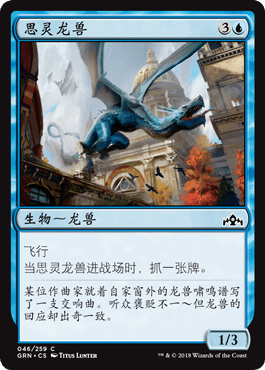 思灵龙兽 3
生物～龙兽
飞行
当思灵龙兽进战场时，抓一张牌。
某位作曲家就着自家窗外的龙兽啸鸣谱写
了一支交响曲。听众褒贬不一～但龙兽的
回应却出奇一致。
1/3
046/259 C
GRN • CS TITUS LUNTER
™ & © 2018 Wizards of the Coast